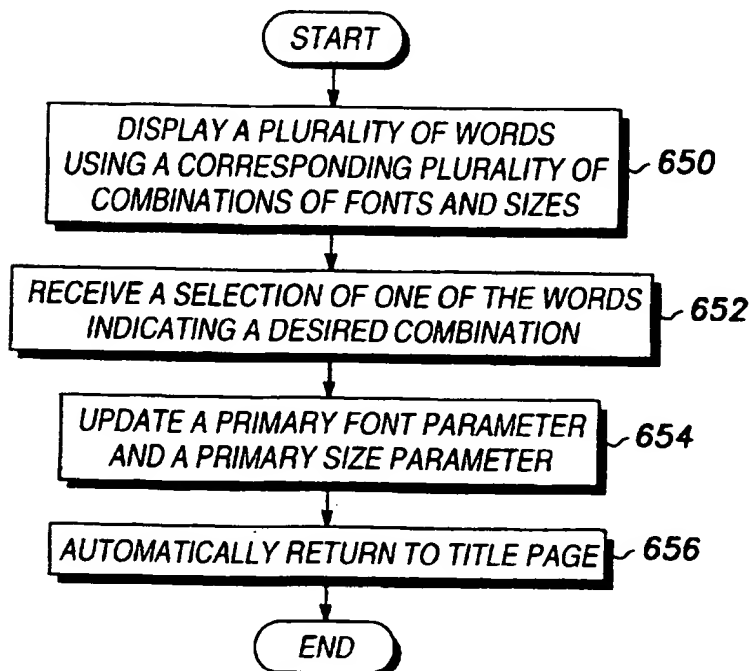 START
DISPLAY A PLURALITY OF WORDS
USING A CORRESPONDING PLURALITY OF
COMBINATIONS OF FONTS AND SIZES
650
RECEIVE A SELECTION OF ONE OF THE WORDS
INDICATING A DESIRED COMBINATION
652
UPDATE A PRIMARY FONT PARAMETER
AND A PRIMARY SIZE PARAMETER
654
AUTOMATICALLY RETURN TO TITLE PAGE
656
END